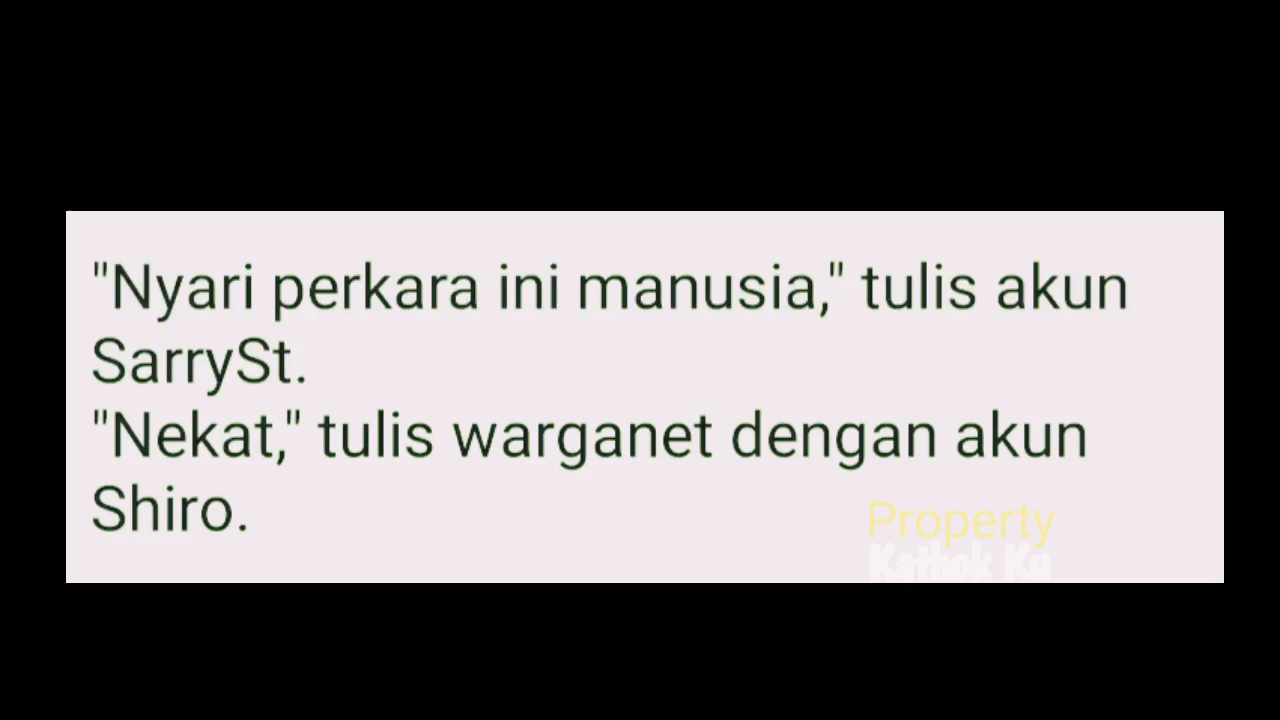 "Nyari perkara ini manusia," tulis akun
SarrySt.
"Nekat," tulis warganet dengan akun
Shiro.
Property
Kathok Ku